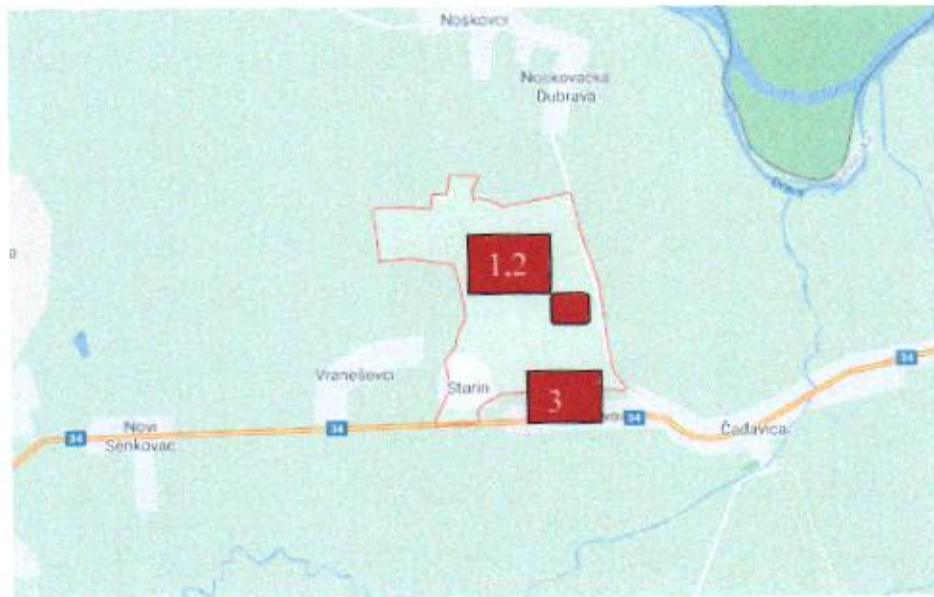 Noskovci
Noskovačka
Dubrava
Drava
1,2
Vraneševci
Starin
3
34
34
34
34
Novi
Senkovac
Čađavica